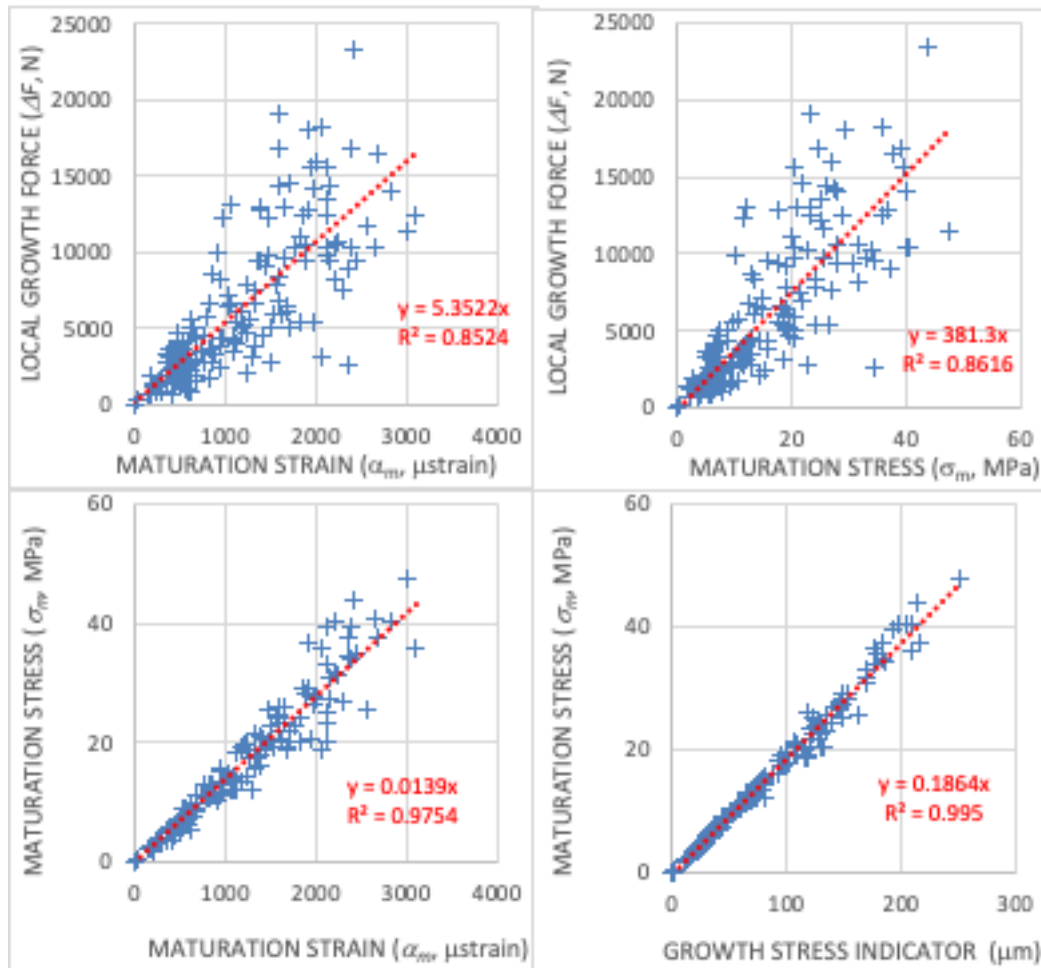 LOCAL GROWTH FORCE (ΔF, N)
25000
20000
15000
10000
5000
0
y = 5.3522x
R² = 0.8524
0 1000 2000 3000 4000
MATURATION STRAIN (αm, μstrain)
LOCAL GROWTH FORCE (ΔF, N)
25000
20000
15000
10000
5000
0
y = 381.3x
R² = 0.8616
0 20 40 60
MATURATION STRESS (σm, MPa)
MATURATION STRESS (σm, MPa)
60
40
20
0
y = 0.0139x
R² = 0.9754
0 1000 2000 3000 4000
MATURATION STRAIN (αm, μstrain)
MATURATION STRESS (σm, MPa)
60
40
20
0
y = 0.1864x
R² = 0.995
0 100 200 300
GROWTH STRESS INDICATOR (μm)